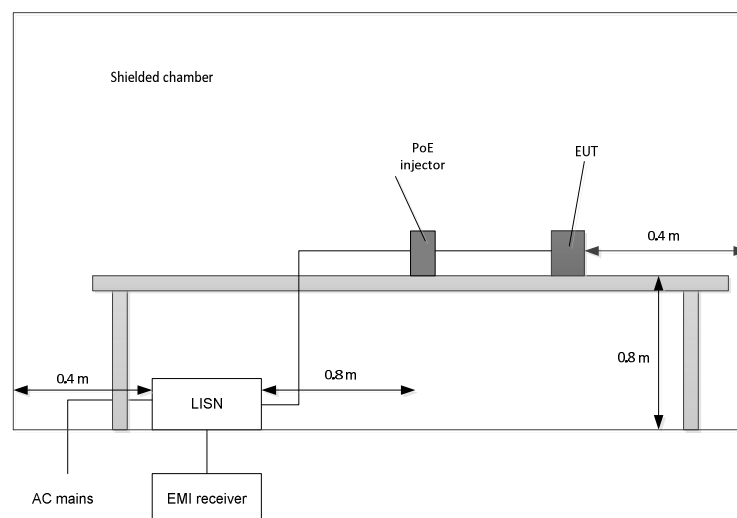 Shielded chamber
PoE
injector
EUT
0.4 m
0.8 m
0.4 m
0.8 m
LISN
AC mains
EMI receiver